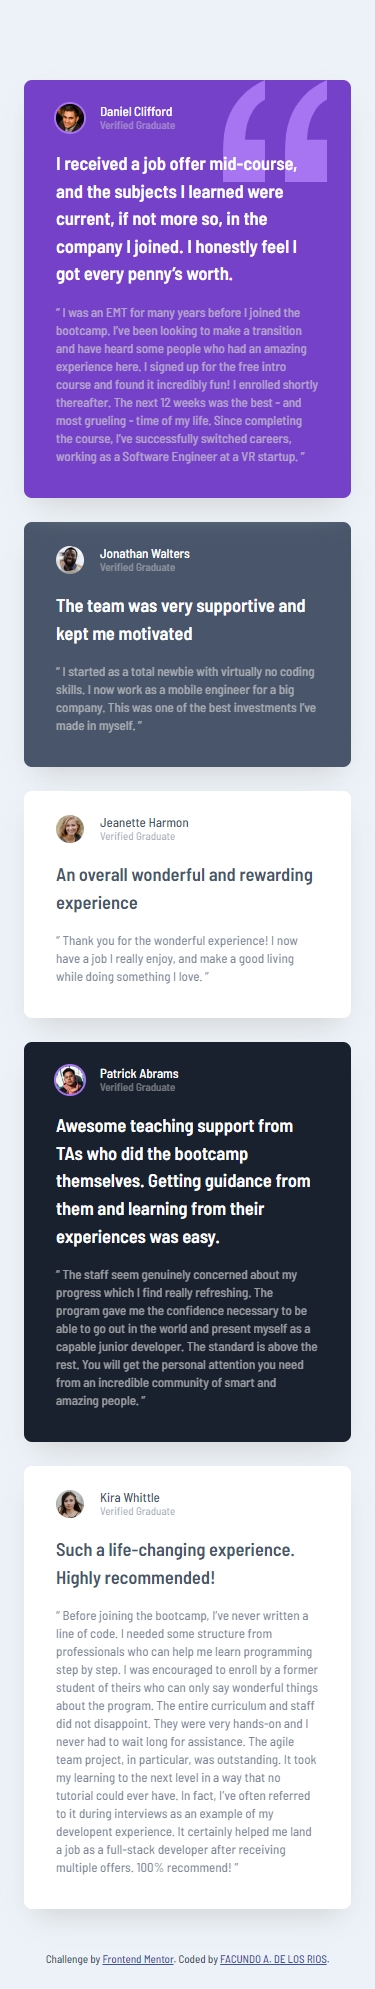 Daniel Clifford
Verified Graduate
I received a job offer mid-course,
and the subjects I learned were
current, if not more so, in the
company I joined. I honestly feel I
got every penny’s worth.
“ I was an EMT for many years before I joined the
bootcamp. I’ve been looking to make a transition
and have heard some people who had an amazing
experience here. I signed up for the free intro
course and found it incredibly fun! I enrolled shortly
thereafter. The next 12 weeks was the best - and
most grueling - time of my life. Since completing
the course, I’ve successfully switched careers,
working as a Software Engineer at a VR startup. ”
Jonathan Walters
Verified Graduate
The team was very supportive and
kept me motivated
“ I started as a total newbie with virtually no coding
skills. I now work as a mobile engineer for a big
company. This was one of the best investments I’ve
made in myself. ”
Jeanette Harmon
Verified Graduate
An overall wonderful and rewarding
experience
“ Thank you for the wonderful experience! I now
have a job I really enjoy, and make a good living
while doing something I love. ”
Patrick Abrams
Verified Graduate
Awesome teaching support from
TAs who did the bootcamp
themselves. Getting guidance from
them and learning from their
experiences was easy.
“ The staff seem genuinely concerned about my
progress which I find really refreshing. The
program gave me the confidence necessary to be
able to go out in the world and present myself as a
capable junior developer. The standard is above the
rest. You will get the personal attention you need
from an incredible community of smart and
amazing people. ”
Kira Whittle
Verified Graduate
Such a life-changing experience.
Highly recommended!
“ Before joining the bootcamp, I’ve never written a
line of code. I needed some structure from
professionals who can help me learn programming
step by step. I was encouraged to enroll by a former
student of theirs who can only say wonderful things
about the program. The entire curriculum and staff
did not disappoint. They were very hands-on and I
never had to wait long for assistance. The agile
team project, in particular, was outstanding. It took
my learning to the next level in a way that no
tutorial could ever have. In fact, I’ve often referred
to it during interviews as an example of my
developent experience. It certainly helped me land
a job as a full-stack developer after receiving
multiple offers. 100% recommend! ”
Challenge by Frontend Mentor. Coded by FACUNDO A. DE LOS RIOS.